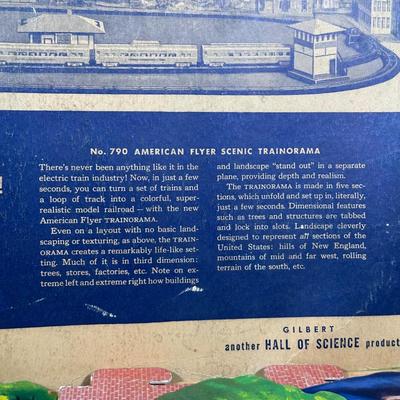 No. 790 AMERICAN FLYER SCENIC TRAINORAMA
There's never been anything like it in the
electric train industry! Now, in just a few
seconds, you can turn a set of trains and
a loop of track into a colorful, super-
realistic model railroad – with the new
American Flyer TRAINORAMA.
Even on a layout with no basic land-
scaping or texturing, as above, the TRAIN-
ORAMA creates a remarkably life-like set-
ting. Much of it is in third dimension:
trees, stores, factories, etc. Note on ex-
treme left and extreme right how buildings
and landscape "stand out" in a separate
plane, providing depth and realism.
The TRAINORAMA is made in five sec-
tions, which unfold and set up in, literally,
just a few seconds. Dimensional features
such as trees and structures are tabbed
and lock into slots. Landscape cleverly
designed to represent all sections of the
United States: hills of New England,
mountains of mid and far west, rolling
terrain of the south, etc.
GILBERT
another HALL OF SCIENCE product